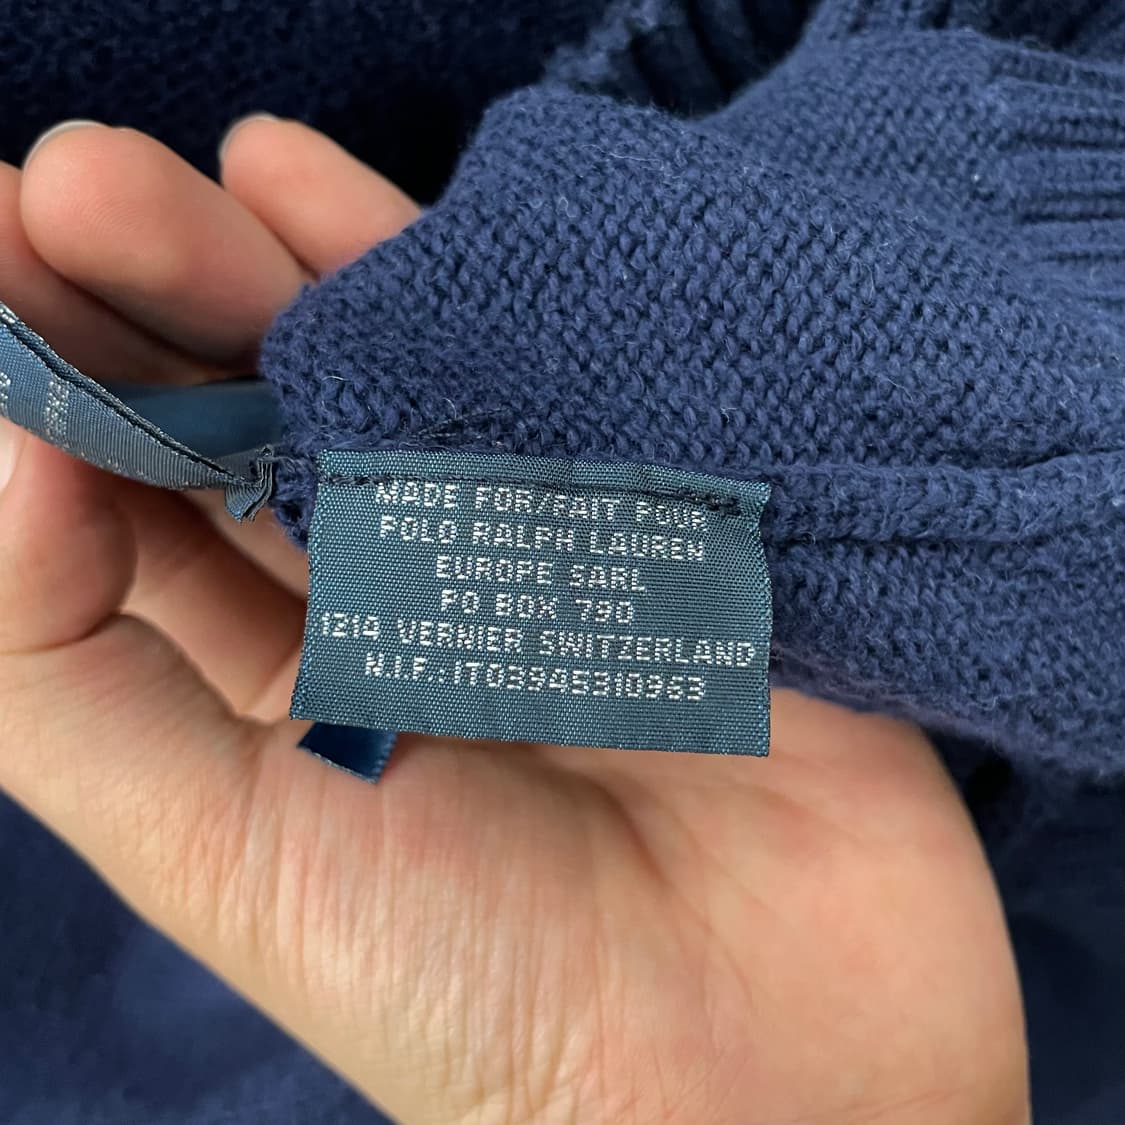 MADE FOR/FAIT POUR
POLO RALPH LAUREN
EUROPE SARL
PO BOX 790
1214 VERNIER SWITZERLAND
N.I.F.:IT03945310963